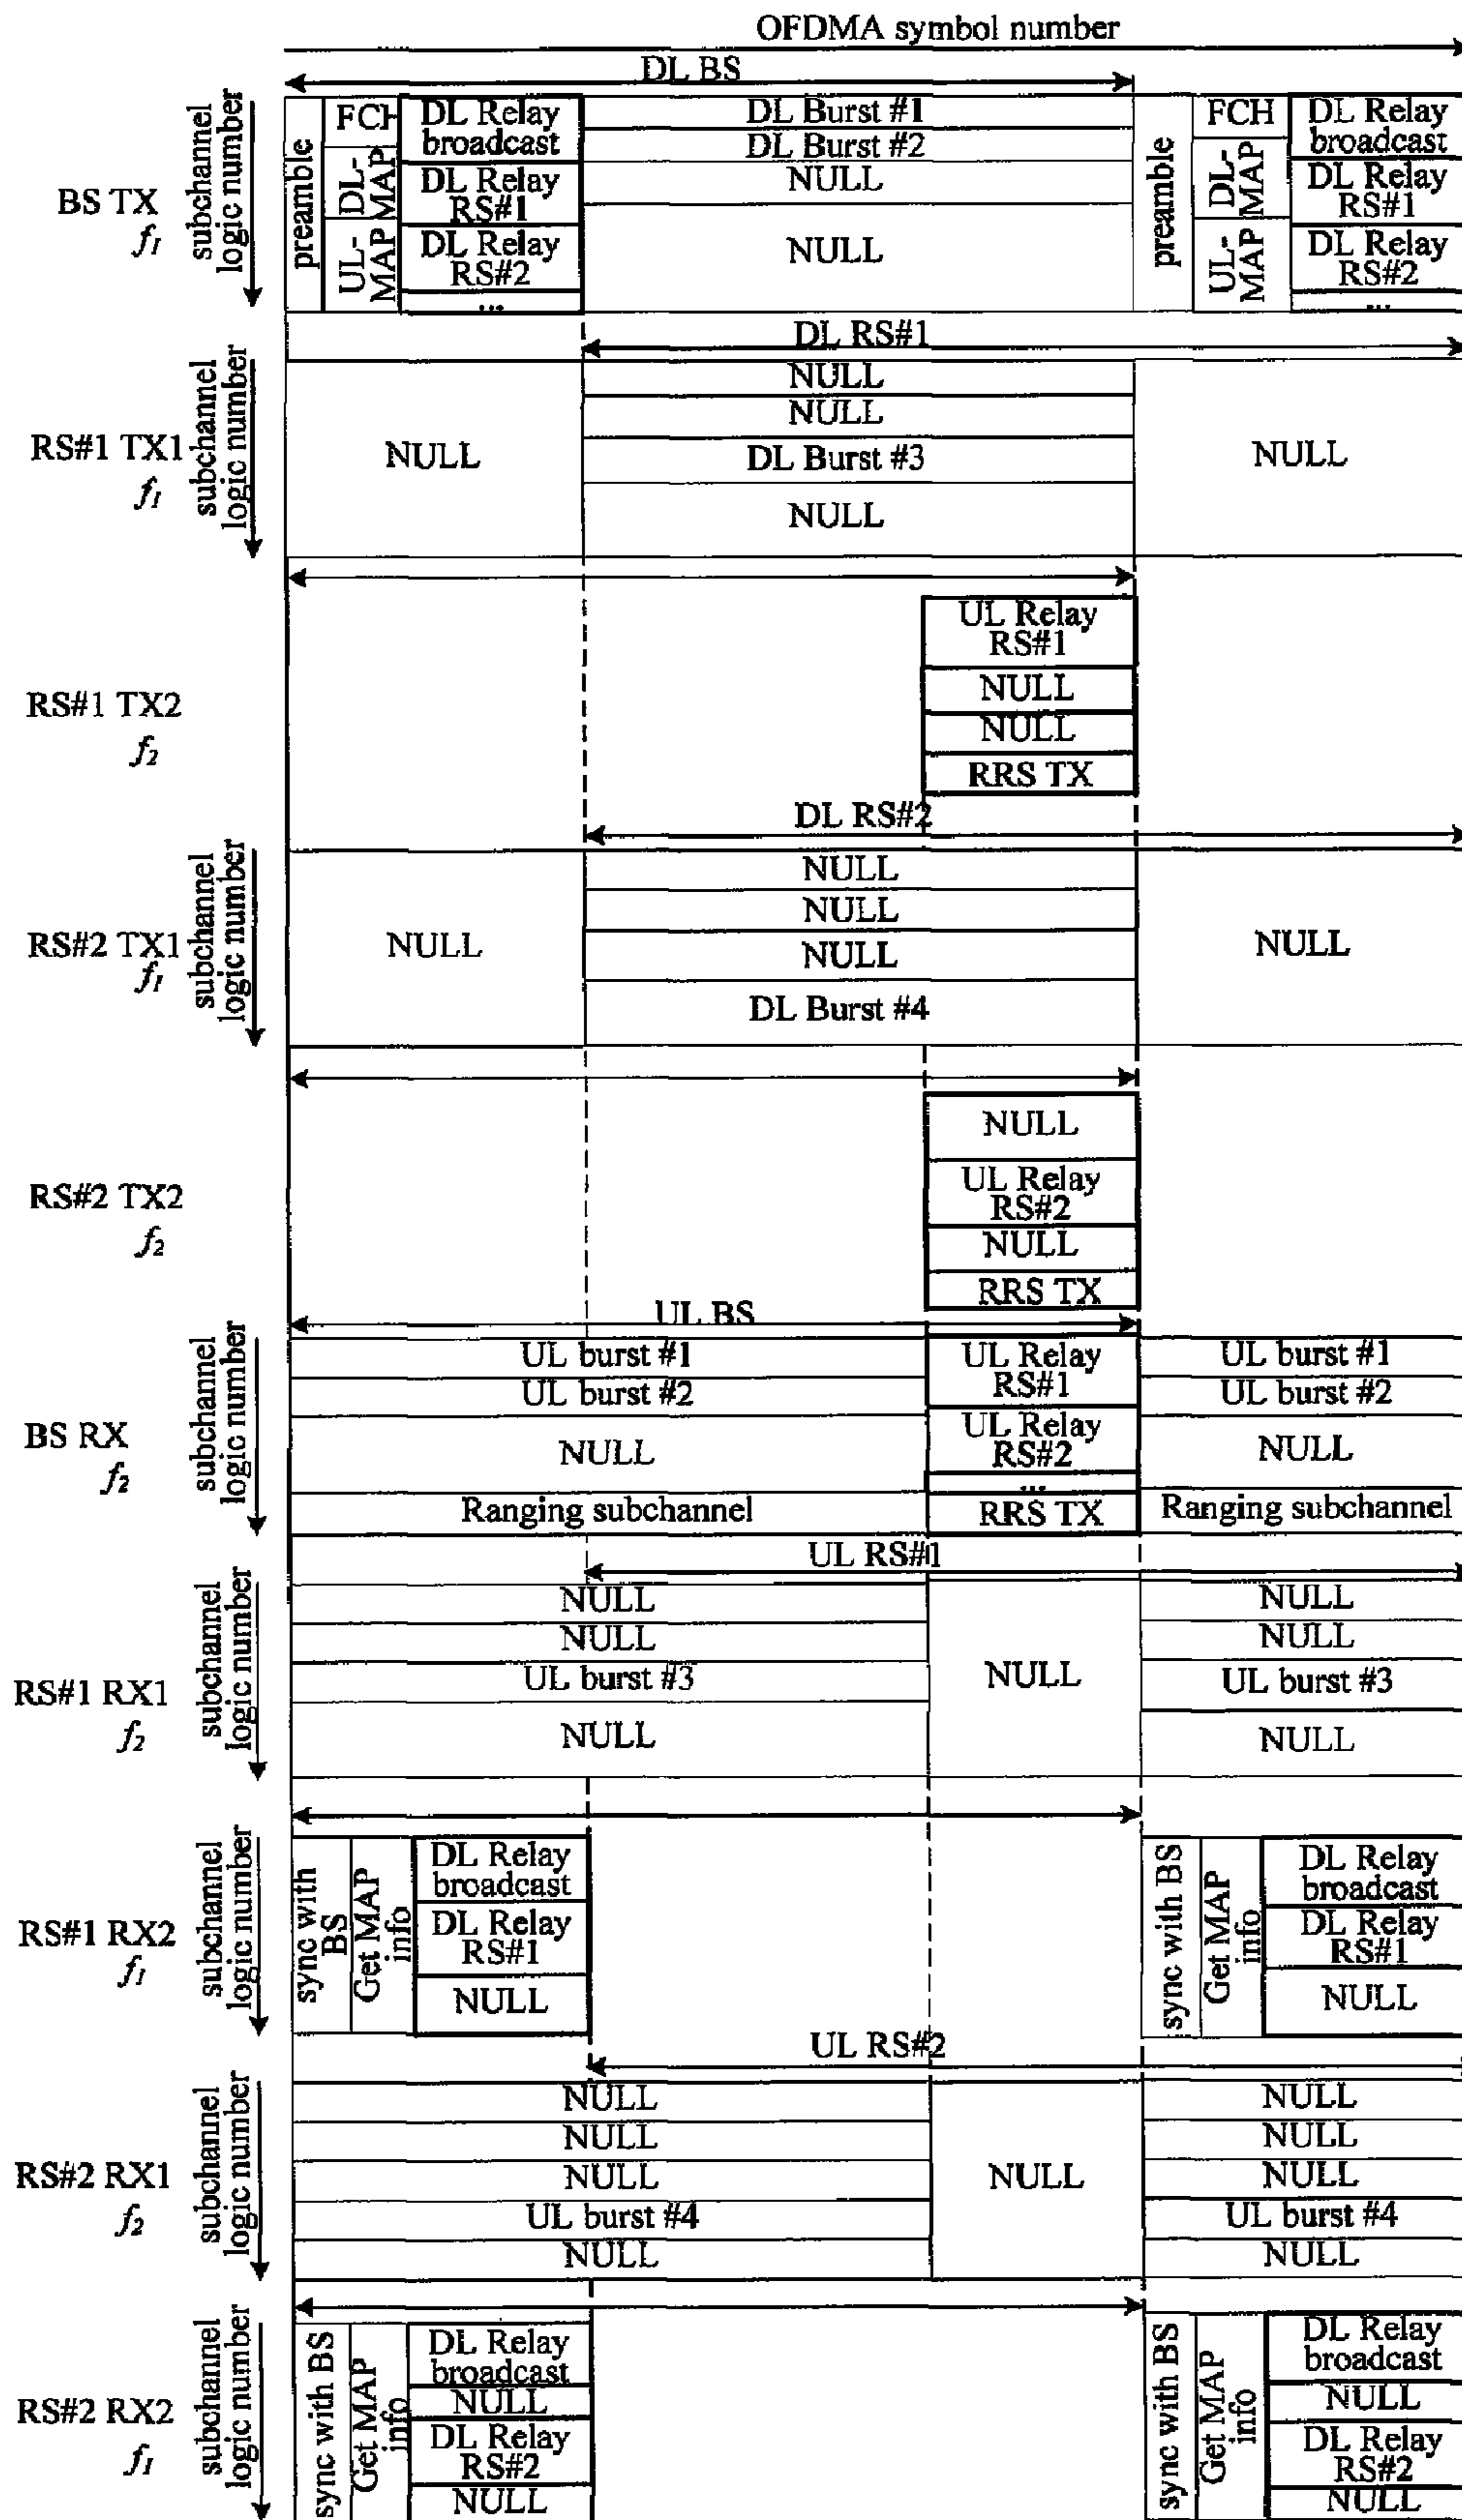 OFDMA symbol number
DL BS
BS TX
f1
subchannel
logic number
preamble
FCH
DL-
MAP
UL-
MAP
DL Relay
broadcast
DL Relay
RS#1
DL Relay
RS#2
...
DL Burst #1
DL Burst #2
NULL
NULL
preamble
FCH
DL-
MAP
UL-
MAP
DL Relay
broadcast
DL Relay
RS#1
DL Relay
RS#2
...
DL RS#1
RS#1 TX1
f1
subchannel
logic number
NULL
NULL
NULL
DL Burst #3
NULL
NULL
RS#1 TX2
f2
UL Relay
RS#1
NULL
NULL
RRS TX
DL RS#2
RS#2 TX1
f1
subchannel
logic number
NULL
NULL
NULL
NULL
DL Burst #4
NULL
RS#2 TX2
f2
NULL
UL Relay
RS#2
NULL
RRS TX
UL BS
BS RX
f2
subchannel
logic number
UL burst #1
UL burst #2
NULL
Ranging subchannel
UL Relay
RS#1
UL Relay
RS#2
...
RRS TX
UL burst #1
UL burst #2
NULL
Ranging subchannel
UL RS#1
RS#1 RX1
f2
subchannel
logic number
NULL
NULL
UL burst #3
NULL
NULL
NULL
NULL
UL burst #3
NULL
RS#1 RX2
f1
subchannel
logic number
sync with
BS
Get MAP
info
DL Relay
broadcast
DL Relay
RS#1
NULL
sync with BS
Get MAP
info
DL Relay
broadcast
DL Relay
RS#1
NULL
UL RS#2
RS#2 RX1
f2
subchannel
logic number
NULL
NULL
NULL
UL burst #4
NULL
NULL
NULL
NULL
NULL
UL burst #4
NULL
RS#2 RX2
f1
subchannel
logic number
sync with BS
Get MAP
info
DL Relay
broadcast
NULL
DL Relay
RS#2
NULL
sync with BS
Get MAP
info
DL Relay
broadcast
NULL
DL Relay
RS#2
NULL